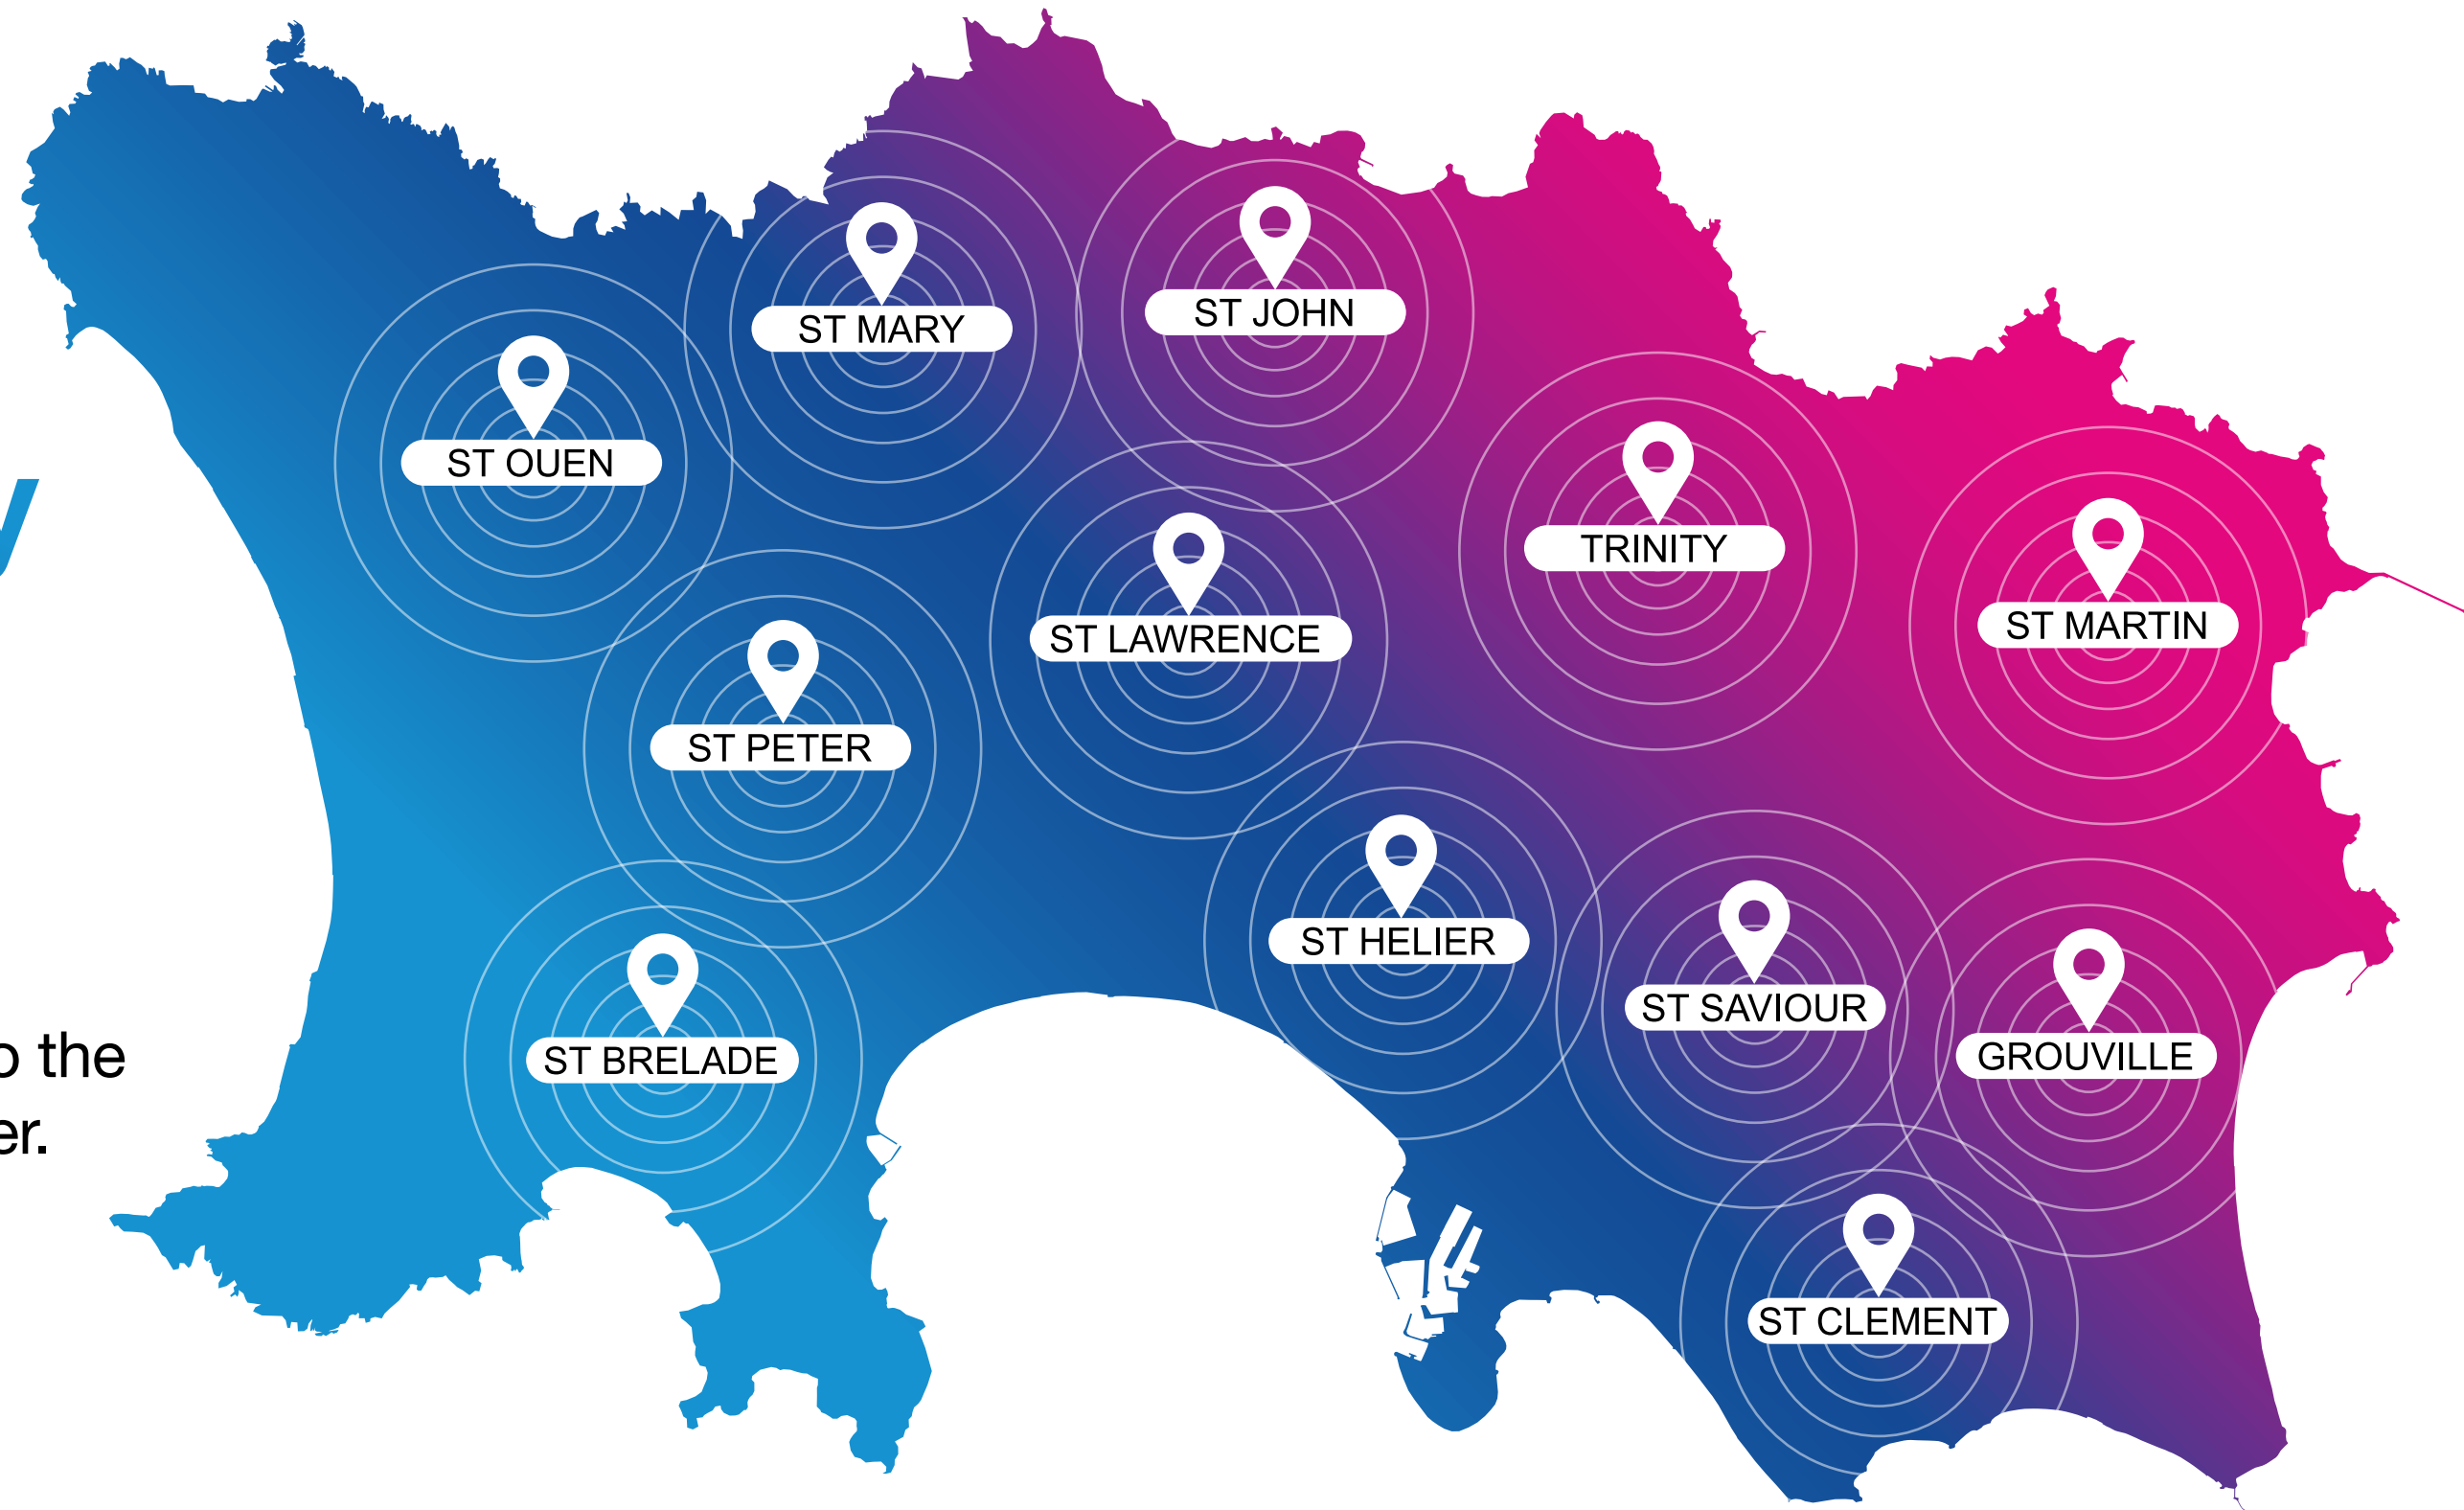 ST JOHN
ST MARY
ST OUEN
TRINITY
ST MARTIN
ST LAWRENCE
ST PETER
ST HELIER
ST SAVIOUR
the
ST BRELADE
GROUVILLE
ST CLEMENT